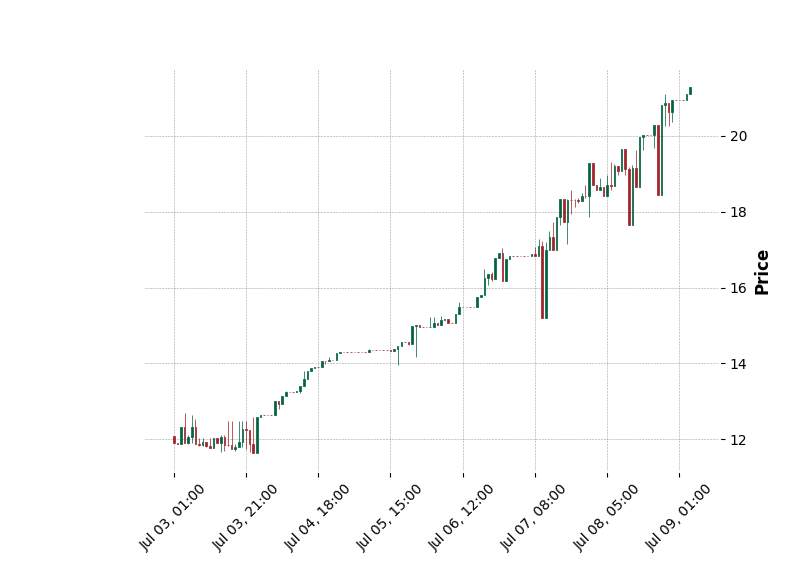 20
18
16
14
12
Price
Jul 03, 01:00
Jul 03, 21:00
Jul 04, 18:00
Jul 05, 15:00
Jul 06, 12:00
Jul 07, 08:00
Jul 08, 05:00
Jul 09, 01:00